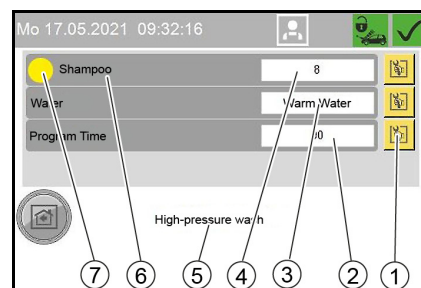 Mo 17.05.2021 09:32:16
Shampoo 8
Water Warm Water
Program Time
High-pressure wash
7 6 5 4 3 2 1